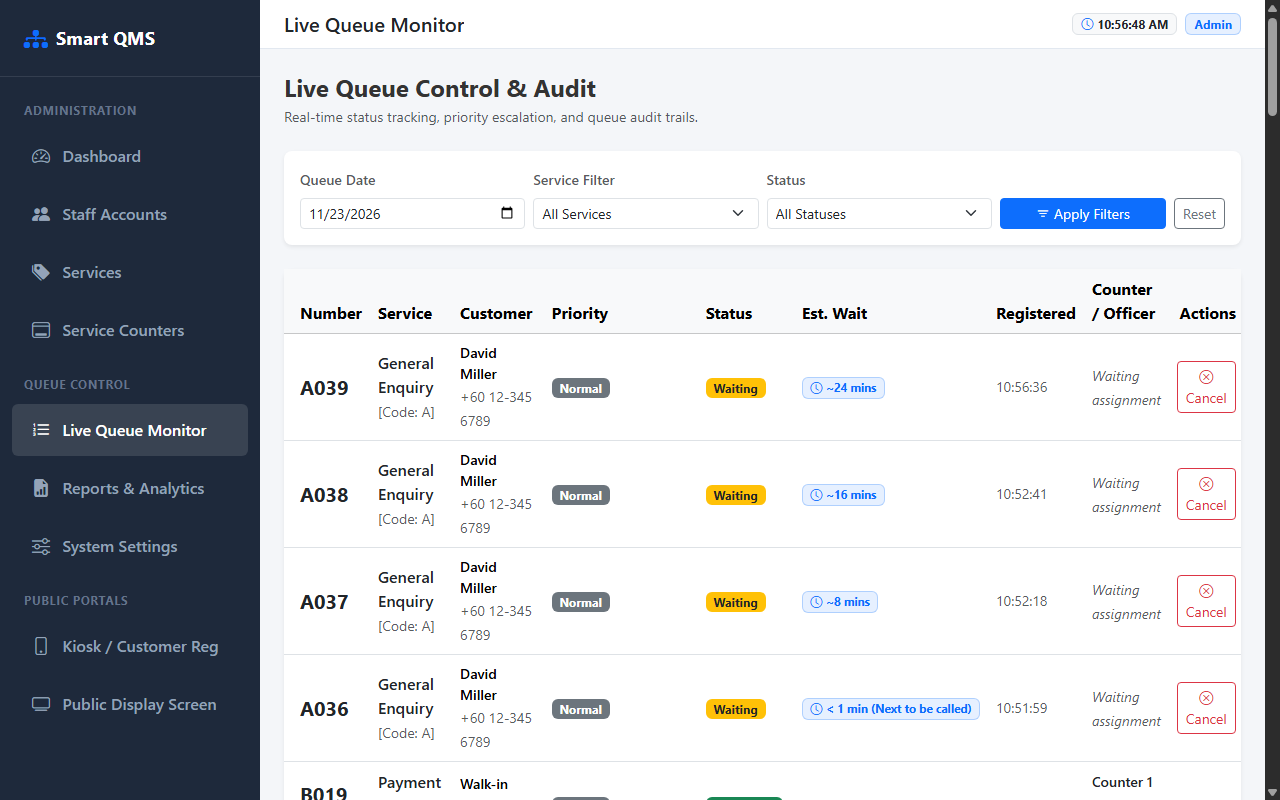 Smart QMS
ADMINISTRATION
Dashboard
Staff Accounts
Services
Service Counters
QUEUE CONTROL
Live Queue Monitor
Reports & Analytics
System Settings
PUBLIC PORTALS
Kiosk / Customer Reg
Public Display Screen
Live Queue Monitor
10:56:48 AM
Admin
Live Queue Control & Audit
Real-time status tracking, priority escalation, and queue audit trails.
Queue Date
Service Filter
Status
11/23/2026
All Services
All Statuses
Apply Filters
Reset
Number
Service
Customer
Priority
Status
Est. Wait
Registered
Counter
/ Officer
Actions
A039
General
Enquiry
[Code: A]
David
Miller
+60 12-345
6789
Normal
Waiting
~24 mins
10:56:36
Waiting
assignment
Cancel
A038
General
Enquiry
[Code: A]
David
Miller
+60 12-345
6789
Normal
Waiting
~16 mins
10:52:41
Waiting
assignment
Cancel
A037
General
Enquiry
[Code: A]
David
Miller
+60 12-345
6789
Normal
Waiting
~8 mins
10:52:18
Waiting
assignment
Cancel
A036
General
Enquiry
[Code: A]
David
Miller
+60 12-345
6789
Normal
Waiting
< 1 min (Next to be called)
10:51:59
Waiting
assignment
Cancel
B019
Payment
Walk-in
Counter 1